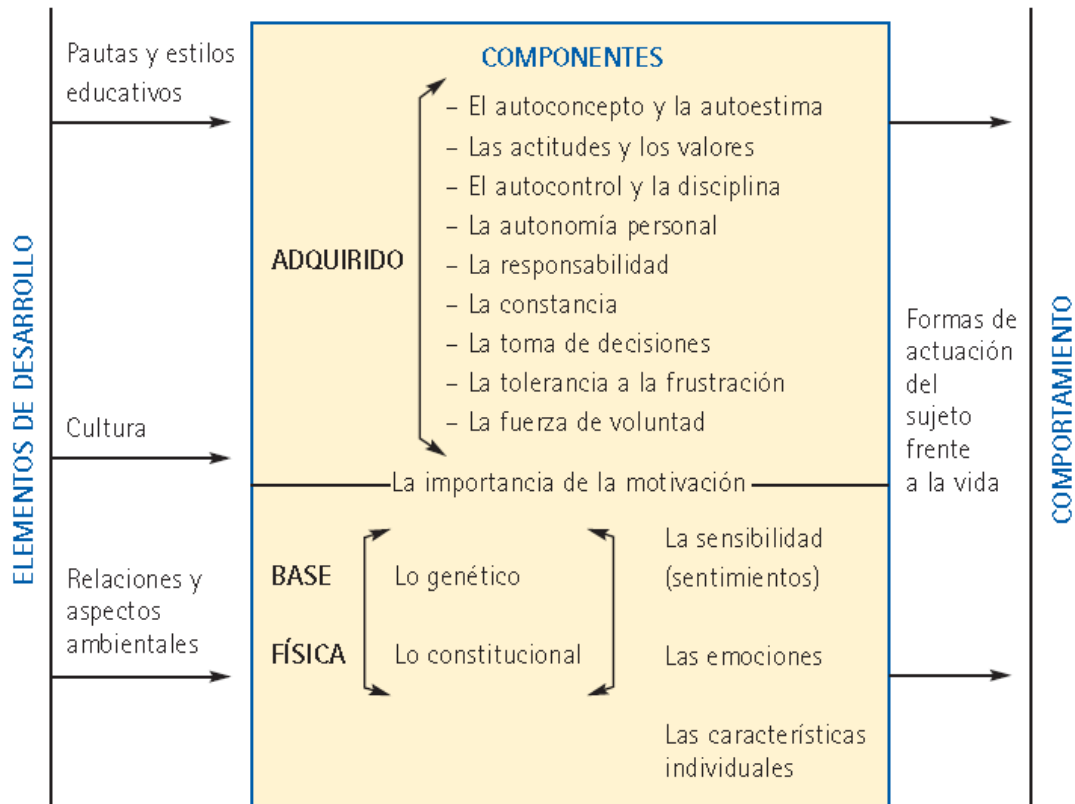 ELEMENTOS DE DESARROLLO
Pautas y estilos
educativos
Cultura
Relaciones y
aspectos
ambientales
COMPONENTES
ADQUIRIDO
– El autoconcepto y la autoestima
– Las actitudes y los valores
– El autocontrol y la disciplina
– La autonomía personal
– La responsabilidad
– La constancia
– La toma de decisiones
– La tolerancia a la frustración
– La fuerza de voluntad
La importancia de la motivación
BASE
FÍSICA
Lo genético
Lo constitucional
La sensibilidad
(sentimientos)
Las emociones
Las características
individuales
Formas de
actuación
del
sujeto
frente
a la vida
COMPORTAMIENTO